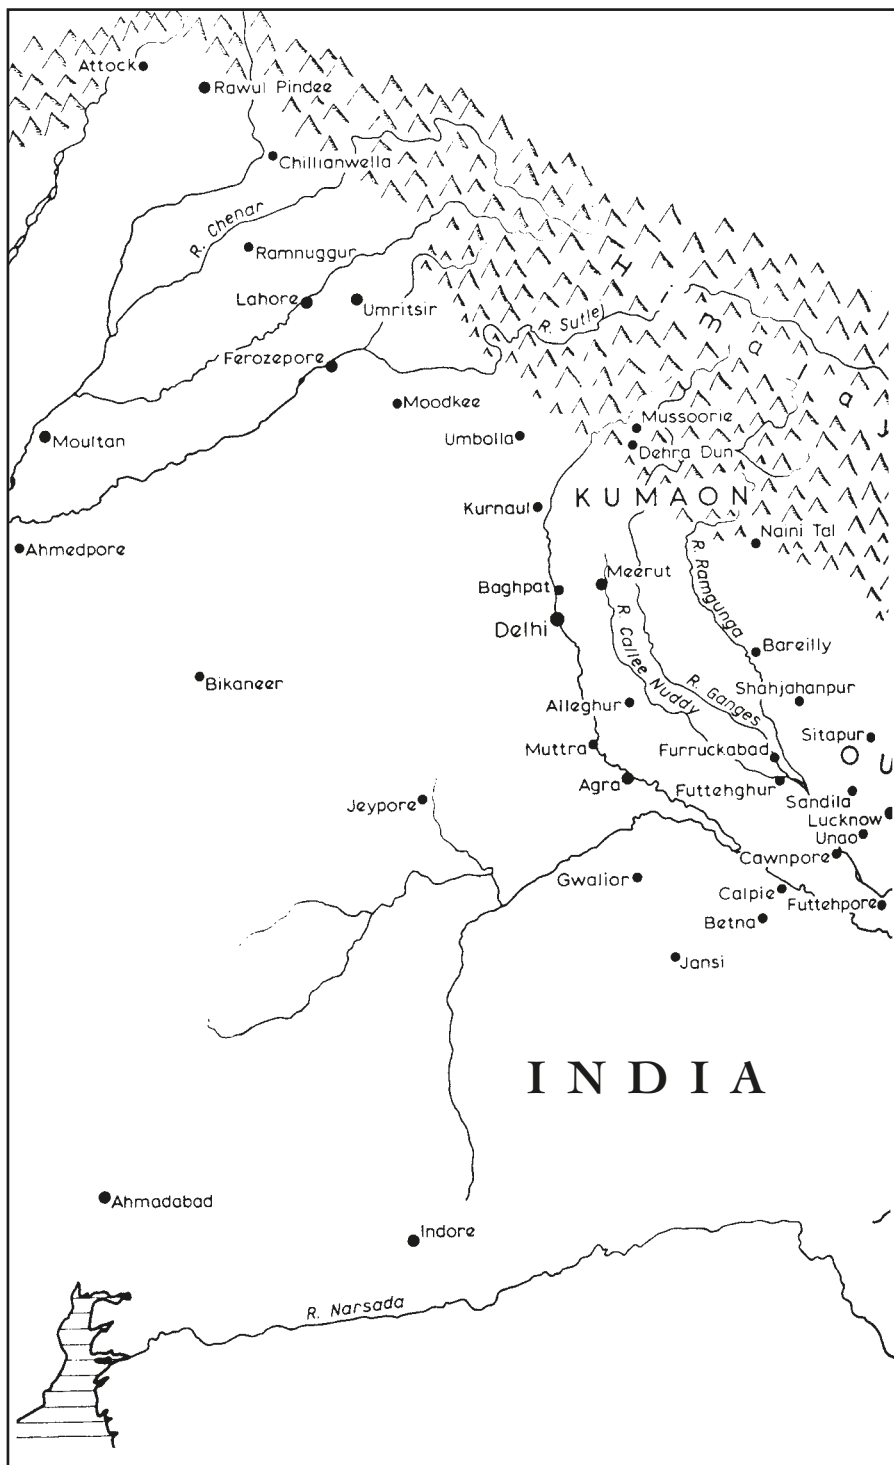 Attock
Rawul Pindee
Chillianwella
R. Chenar
Ramnuggur
Lahore
Umritsir
H i m a l
R. Sutlej
Ferozepore
Moodkee
Mussoorie
Moultan
Umbolla
Dehra Dun
KUMAON
Kurnaul
Naini Tal
Ahmedpore
R. Ramgunga
Meerut
Baghpat
Delhi
R. Callee Nuddy
Bareilly
Bikaneer
R. Ganges
Shahjahanpur
Alleghur
Sitapur
Muttra
Furruckabad
O U
Agra
Futtehghur
Jeypore
Sandila
Lucknow
Unao
Cawnpore
Gwalior
Calpie
Futtehpore
Betna
Jansi
INDIA
Ahmadabad
Indore
R. Narsada